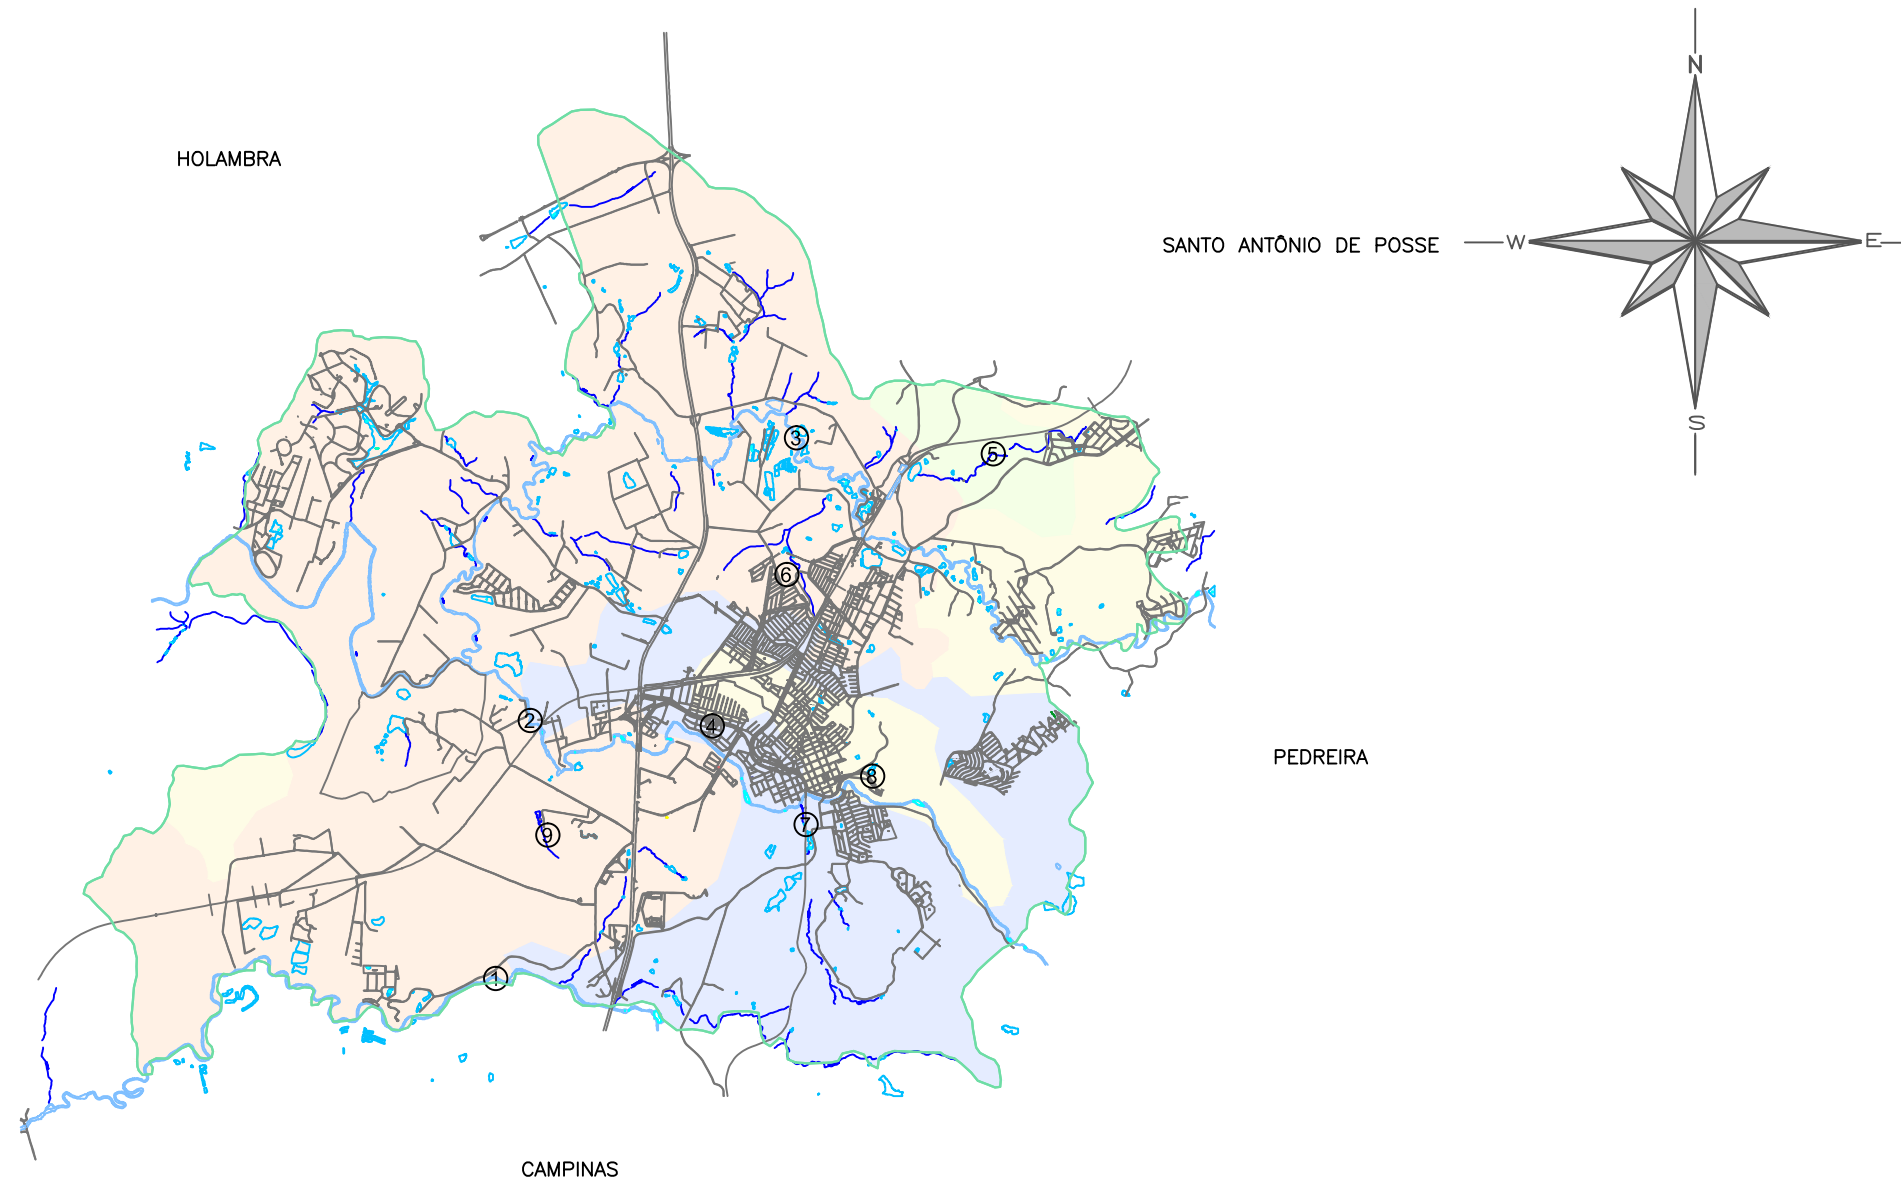 N
HOLAMBRA
SANTO ANTÔNIO DE POSSE
W
E
S
3
5
6
2
4
PEDREIRA
8
7
9
1
CAMPINAS